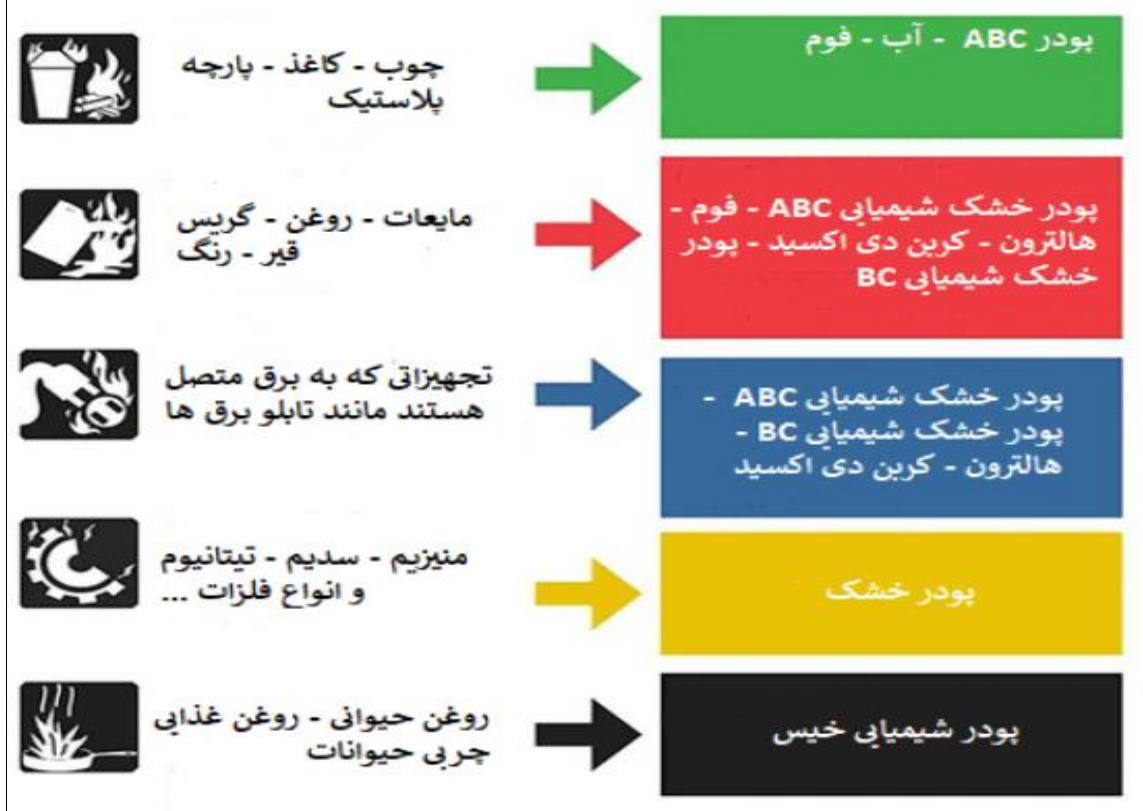 چوب - کاغذ - پارچه
پلاستیک
پودر ABC - آب - فوم
مایعات - روغن - گریس
قیر - رنگ
پودر خشک شیمیایی ABC - فوم -
هالترون - کربن دی اکسید - پودر
خشک شیمیایی BC
تجهیزاتی که به برق متصل
هستند مانند تابلو برق ها
پودر خشک شیمیایی ABC -
پودر خشک شیمیایی BC -
هالترون - کربن دی اکسید
منیزیم - سدیم - تیتانیوم
و انواع فلزات ...
پودر خشک
روغن حیوانی - روغن غذایی
چربی حیوانات
پودر شیمیایی خیس